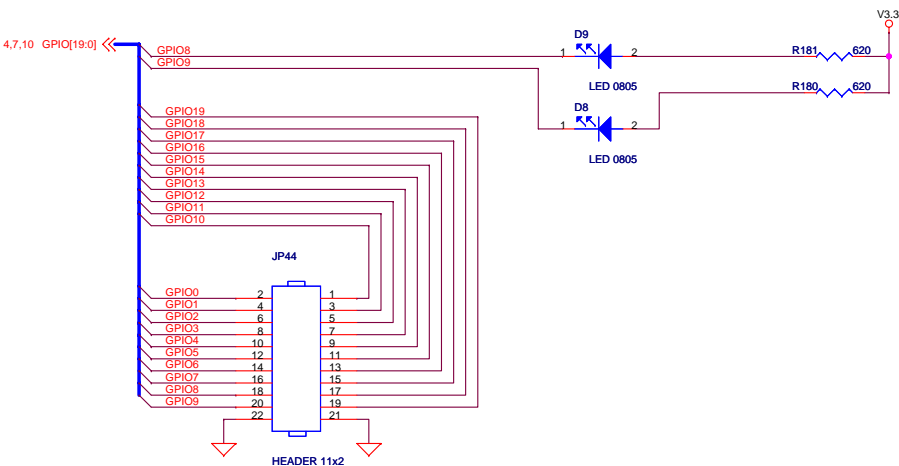 V3.3
4,7,10 GPIO[19:0]
GPIO8
GPIO9
D9
1 2
LED 0805
R181 620
R180 620
D8
1 2
LED 0805
GPIO19
GPIO18
GPIO17
GPIO16
GPIO15
GPIO14
GPIO13
GPIO12
GPIO11
GPIO10
JP44
GPIO0 2 1
GPIO1 4 3
GPIO2 6 5
GPIO3 8 7
GPIO4 10 9
GPIO5 12 11
GPIO6 14 13
GPIO7 16 15
GPIO8 18 17
GPIO9 20 19
22 21
HEADER 11x2